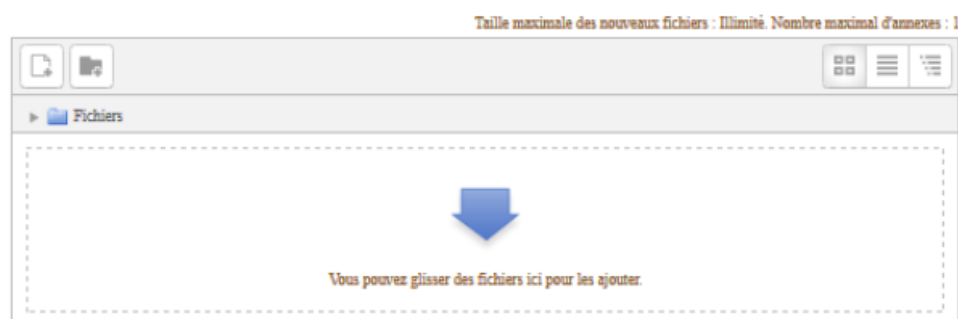 Taille maximale des nouveaux fichiers : Illimité. Nombre maximal d'annexes : 1
Fichiers
Vous pouvez glisser des fichiers ici pour les ajouter.